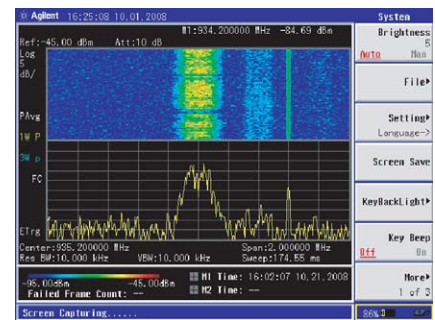 Agilent 16:25:08 10.01.2008
M1:934.200000 MHz -84.69 dBm
Ref:-45.00 dBm Att:10 dB
Log
5
dB/
PAvg
1W P
3W p
FC
ETrg
Center:935.200000 MHz Span:2.000000 MHz
Res BW:10.000 kHz VBW:10.000 kHz Sweep:174.55 ms
-95.00dBm -45.00dBm
Failed Frame Count: --
M1 Time: 16:02:07 10,21,2008
M2 Time: --
Screen Capturing......
System
Brightness
5
Auto Man
File
Setting
Language->
Screen Save
KeyBackLight
Key Beep
Off On
More
1 of 3
86%